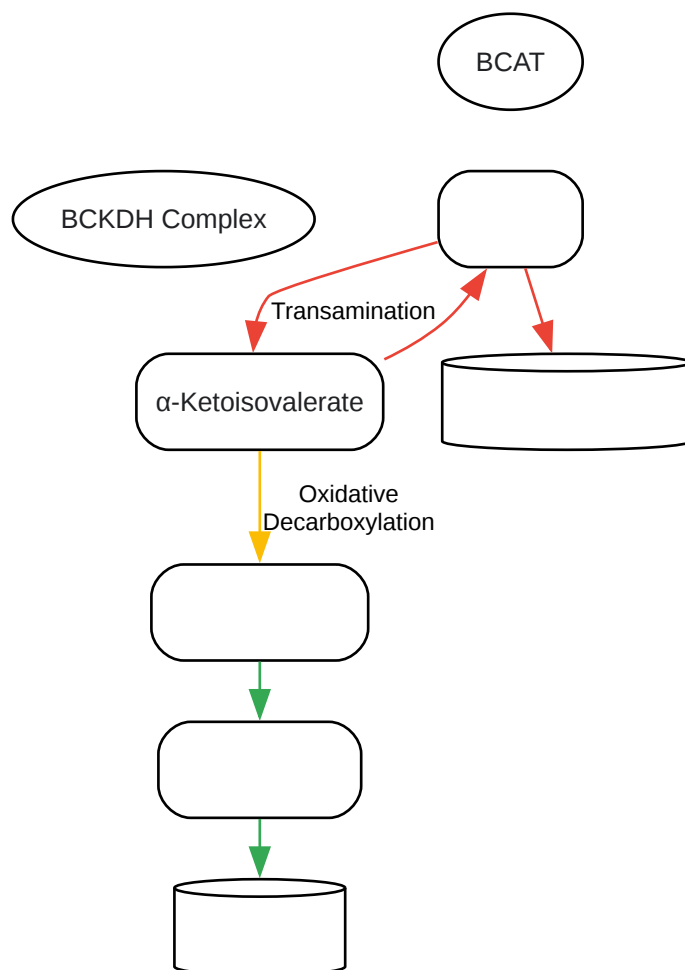 BCAT
BCKDH Complex
Transamination
α-Ketoisovalerate
Oxidative
Decarboxylation